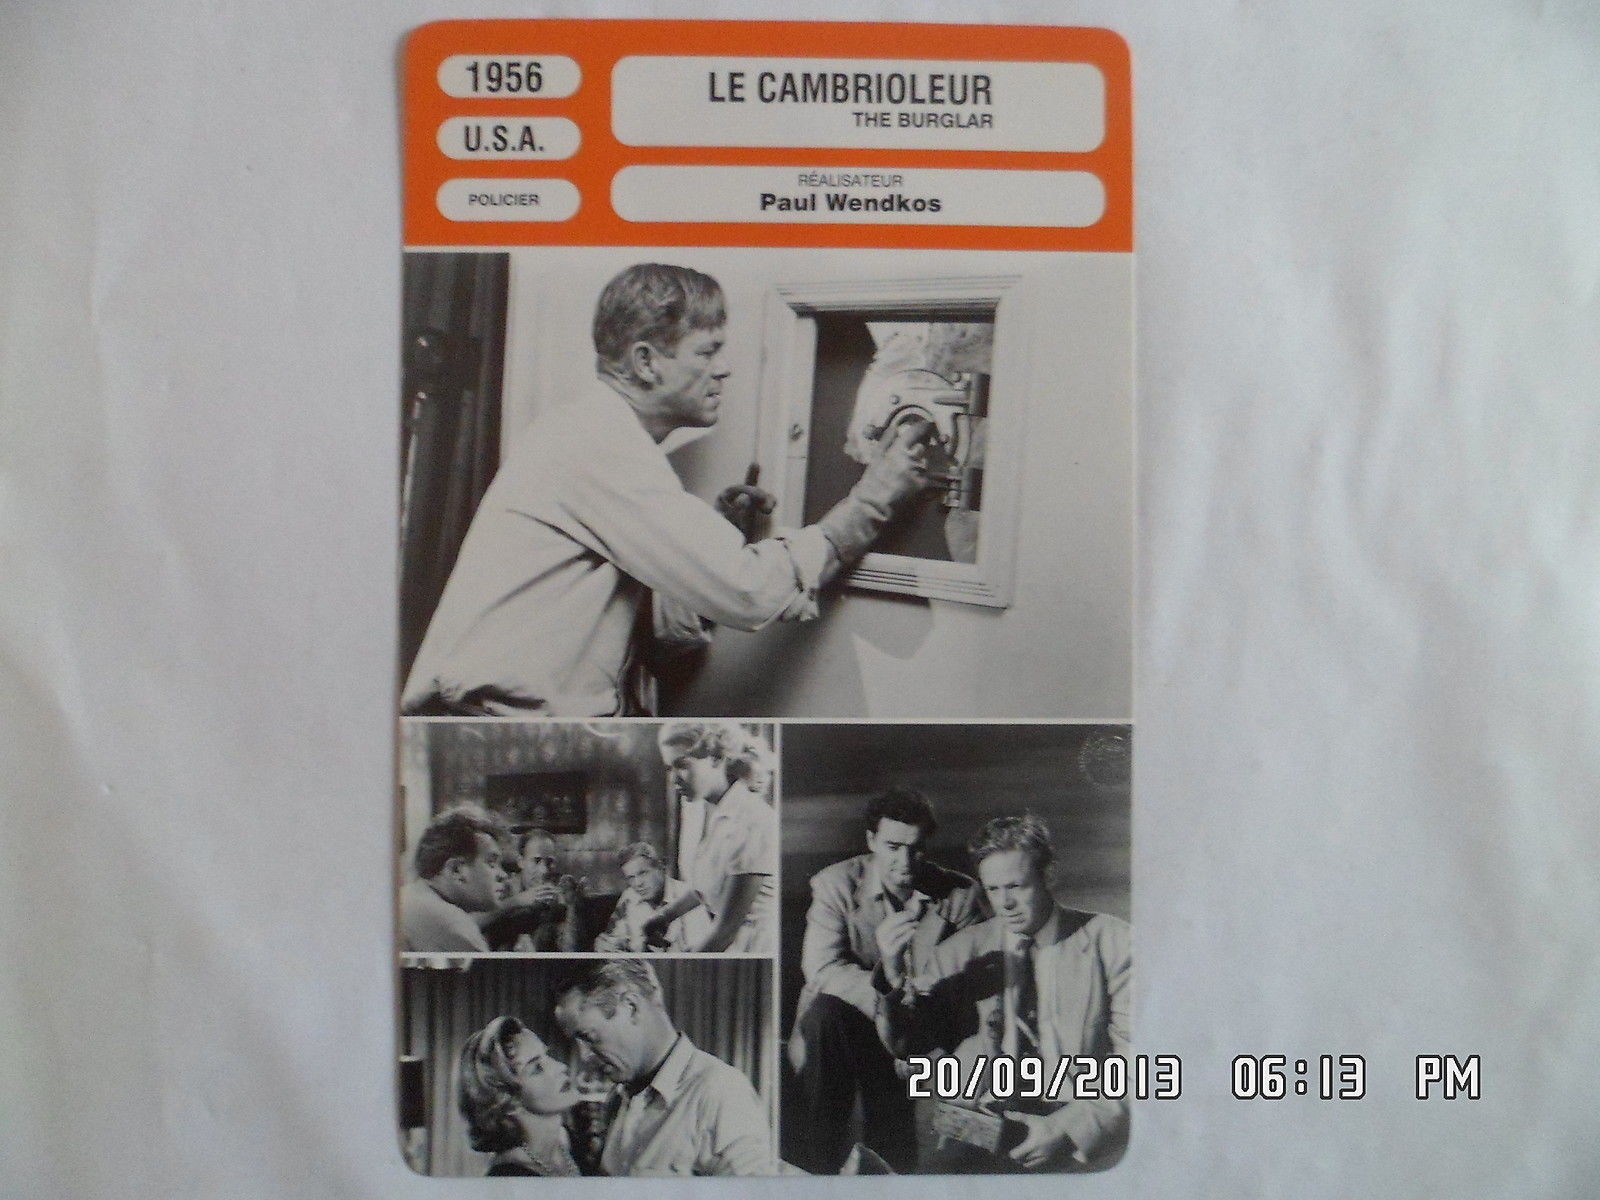 1956
LE CAMBRIOLEUR
THE BURGLAR
U.S.A.
RÉALISATEUR
Paul Wendkos
POLICIER
20/09/2013 06:13 PM